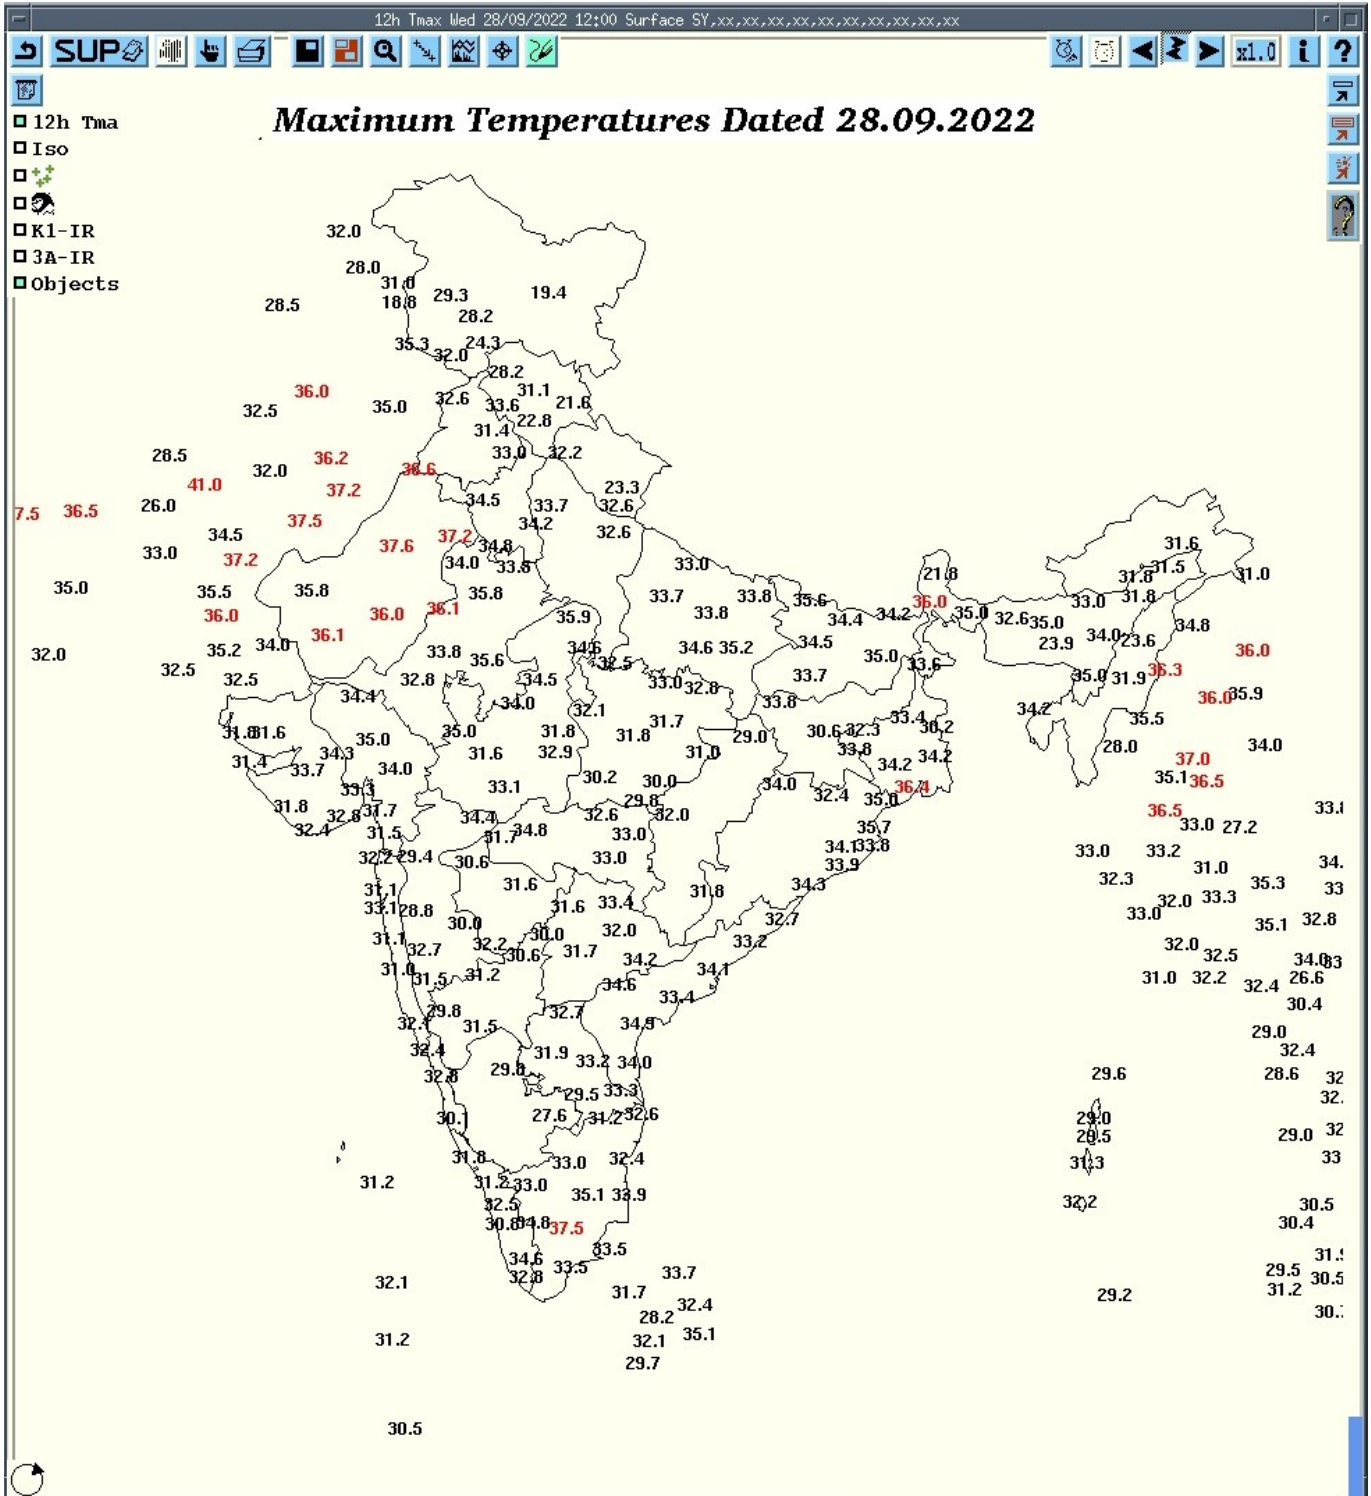 12h Tmax Wed 28/09/2022 12:00 Surface SY,xx,xx,xx,xx,xx,xx,xx,xx,xx,xx
SUP x1.0 i ?
Maximum Temperatures Dated 28.09.2022
12h Tma
Iso
K1-IR
3A-IR
Objects
32.0
28.0
31.0
28.5 18.8 29.3 19.4
28.2
35.3 32.0 24.3
28.2
36.0 31.1
32.5 35.0 32.6 33.6 21.6
22.8
31.4
28.5 36.2 33.0 32.2
32.0
41.0 37.2 23.3
7.5 36.5 26.0 34.5 33.7 32.6
37.5 34.2
34.5 37.2 32.6
33.0 37.6 34.8 31.6
37.2 34.0 33.0 31.5
21.8 31.8 31.0
35.0 35.5 35.8 35.8 33.7 33.8 35.6 36.0 33.0 31.8
36.0 36.0 35.9 33.8 34.4 34.2 35.0 32.6 35.0 34.8
36.1 34.0 23.6
32.0 35.2 34.0 33.8 34.6 35.2 34.5 23.9 36.0
32.5 35.6 32.5 35.0 33.6 36.3
32.5 32.8 34.5 33.0 32.8 33.7 35.0 31.9
34.4 34.0 33.8 36.0 35.9
32.1 31.7 33.4 34.2 35.5
31.6 35.0 35.0 31.8 31.8 29.0 30.6 32.3 30.2
34.3 31.6 32.9 31.0 33.8 34.2 28.0 34.0
31.4 33.7 34.0 34.2 37.0
33.3 33.1 30.2 30.0 34.0 36.4 35.1 36.5
31.8 29.8 32.4 35.0
32.4 31.7 34.4 32.6 32.0 36.5
31.5 31.7 34.8 33.0 35.7 33.0 27.2
32.2 29.4 30.6 33.0 34.1 33.8 33.0 33.2
33.9 31.0
31.1 31.6 31.8 34.3 32.3 35.3
33.1 28.8 31.6 33.4 32.0 33.3
30.0 32.7 33.0 35.1 32.8
31.1 32.7 32.2 30.0 32.0 33.2 32.0
30.6 31.7 34.2 32.5 34.0
31.0 31.5 31.2 34.1 31.0 32.2 26.6
34.6 33.4 32.4
29.8 32.7 30.4
31.5 29.0
32.4 31.9 33.2 34.0 32.4
29.6 28.6
29.5 33.3
30.1 27.6 31.2 32.6 29.0
29.5 29.0
31.8 33.0 32.4 31.3
31.2 31.2 33.0
35.1 33.9 32.2 30.5
32.5
30.8 37.5 30.4
34.6 33.5
33.5 29.5
32.1 32.8 33.7
31.7 29.2 31.2
32.4
28.2
31.2 32.1 35.1
29.7
30.5